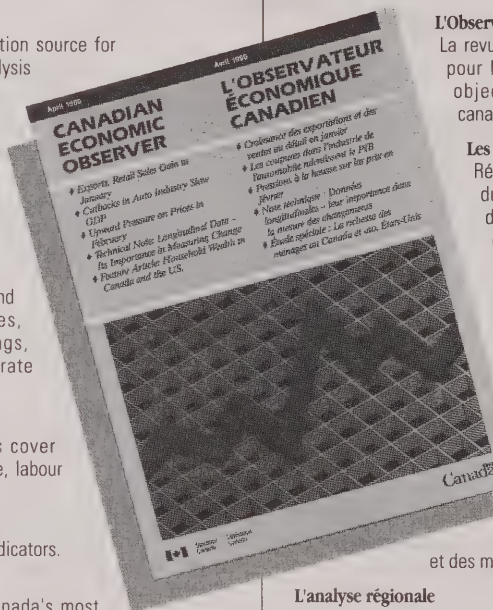 tion source for
lysis
nd
es,
gs,
rate
s cover
e, labour
dicators.
nada's most
April 1990
CANADIAN
ECONOMIC
OBSERVER
♦ Exports, Retail Sales Gain in
January
♦ Cutbacks in Auto Industry Slow
GDP
♦ Upward Pressure on Prices in
February
♦ Technical Note: Longitudinal Data -
Its Importance in Measuring Change
♦ Feature Article: Household Wealth in
Canada and the U.S.
Avril 1990
L'OBSERVATEUR
ÉCONOMIQUE
CANADIEN
♦ Croissance des exportations et des
ventes au détail en janvier
♦ Les coupures dans l'industrie de
l'automobile ralentissent le PIB
♦ Pressions à la hausse sur les prix en
février
♦ Note technique : Données
longitudinales - leur importance dans
la mesure des changements
♦ Étude spéciale : La richesse des
ménages au Canada et aux États-Unis
Statistics Statistique
Canada Canada
Canada
L'Observ
La revu
pour l
objec
cana
Les
Ré
du
d
et des m
L'analyse régionale